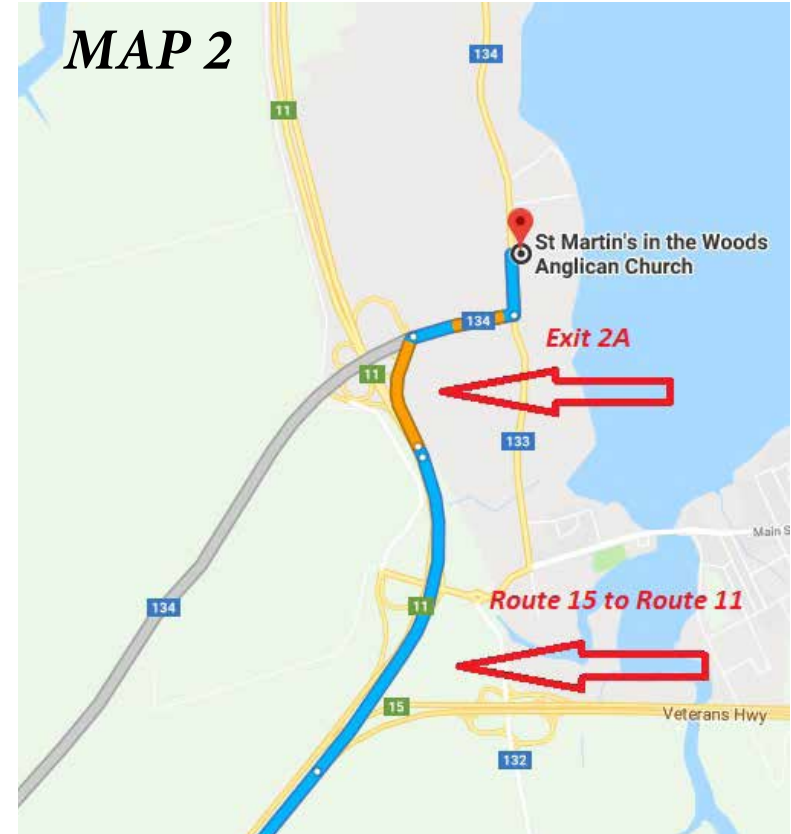 MAP 2
134
11
St Martin's in the Woods
Anglican Church
134
Exit 2A
11
133
Main S
134
11
Route 15 to Route 11
15
Veterans Hwy
132